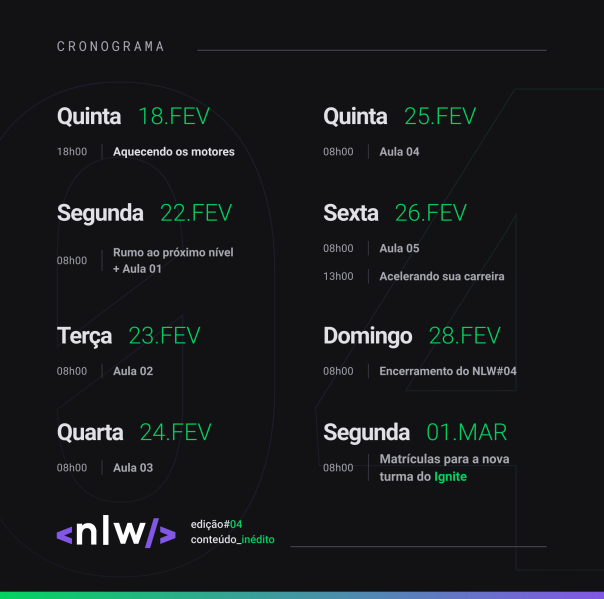 CRONOGRAMA
Quinta 18.FEV
18h00 Aquecendo os motores
Segunda 22.FEV
08h00 Rumo ao próximo nível
+ Aula 01
Terça 23.FEV
08h00 Aula 02
Quarta 24.FEV
08h00 Aula 03
Quinta 25.FEV
08h00 Aula 04
Sexta 26.FEV
08h00 Aula 05
13h00 Acelerando sua carreira
Domingo 28.FEV
08h00 Encerramento do NLW#04
Segunda 01.MAR
08h00 Matrículas para a nova
turma do Ignite
<nlw/>
edição#04
conteúdo_inédito